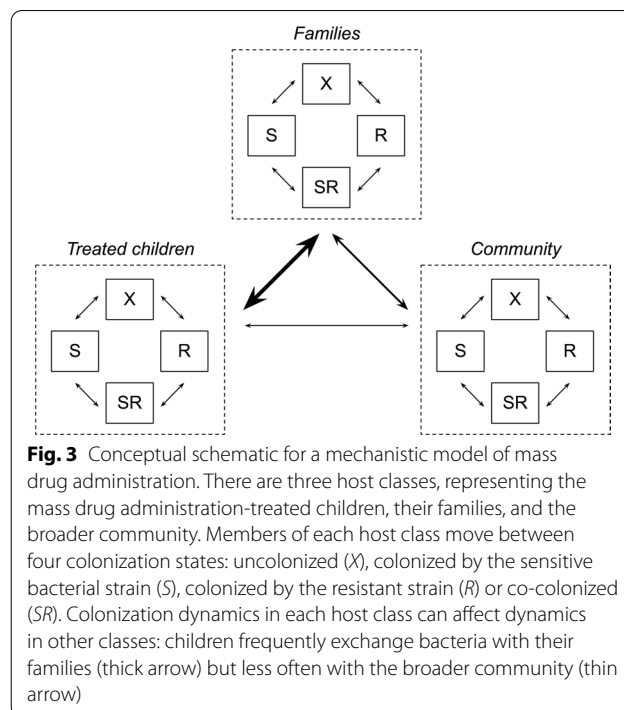 Families
X
S
R
SR
Treated children
Community
X
S
R
SR
X
S
R
SR
Fig. 3 Conceptual schematic for a mechanistic model of mass
drug administration. There are three host classes, representing the
mass drug administration-treated children, their families, and the
broader community. Members of each host class move between
four colonization states: uncolonized (X), colonized by the sensitive
bacterial strain (S), colonized by the resistant strain (R) or co-colonized
(SR). Colonization dynamics in each host class can affect dynamics
in other classes: children frequently exchange bacteria with their
families (thick arrow) but less often with the broader community (thin
arrow)